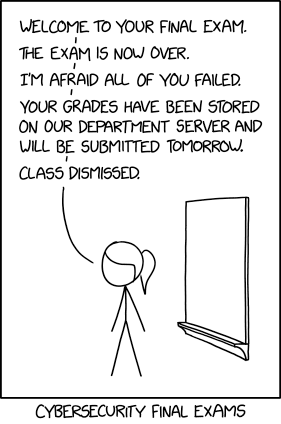 WELCOME TO YOUR FINAL EXAM.
THE EXAM IS NOW OVER.
I'M AFRAID ALL OF YOU FAILED.
YOUR GRADES HAVE BEEN STORED
ON OUR DEPARTMENT SERVER AND
WILL BE SUBMITTED TOMORROW.
CLASS DISMISSED.
CYBERSECURITY FINAL EXAMS